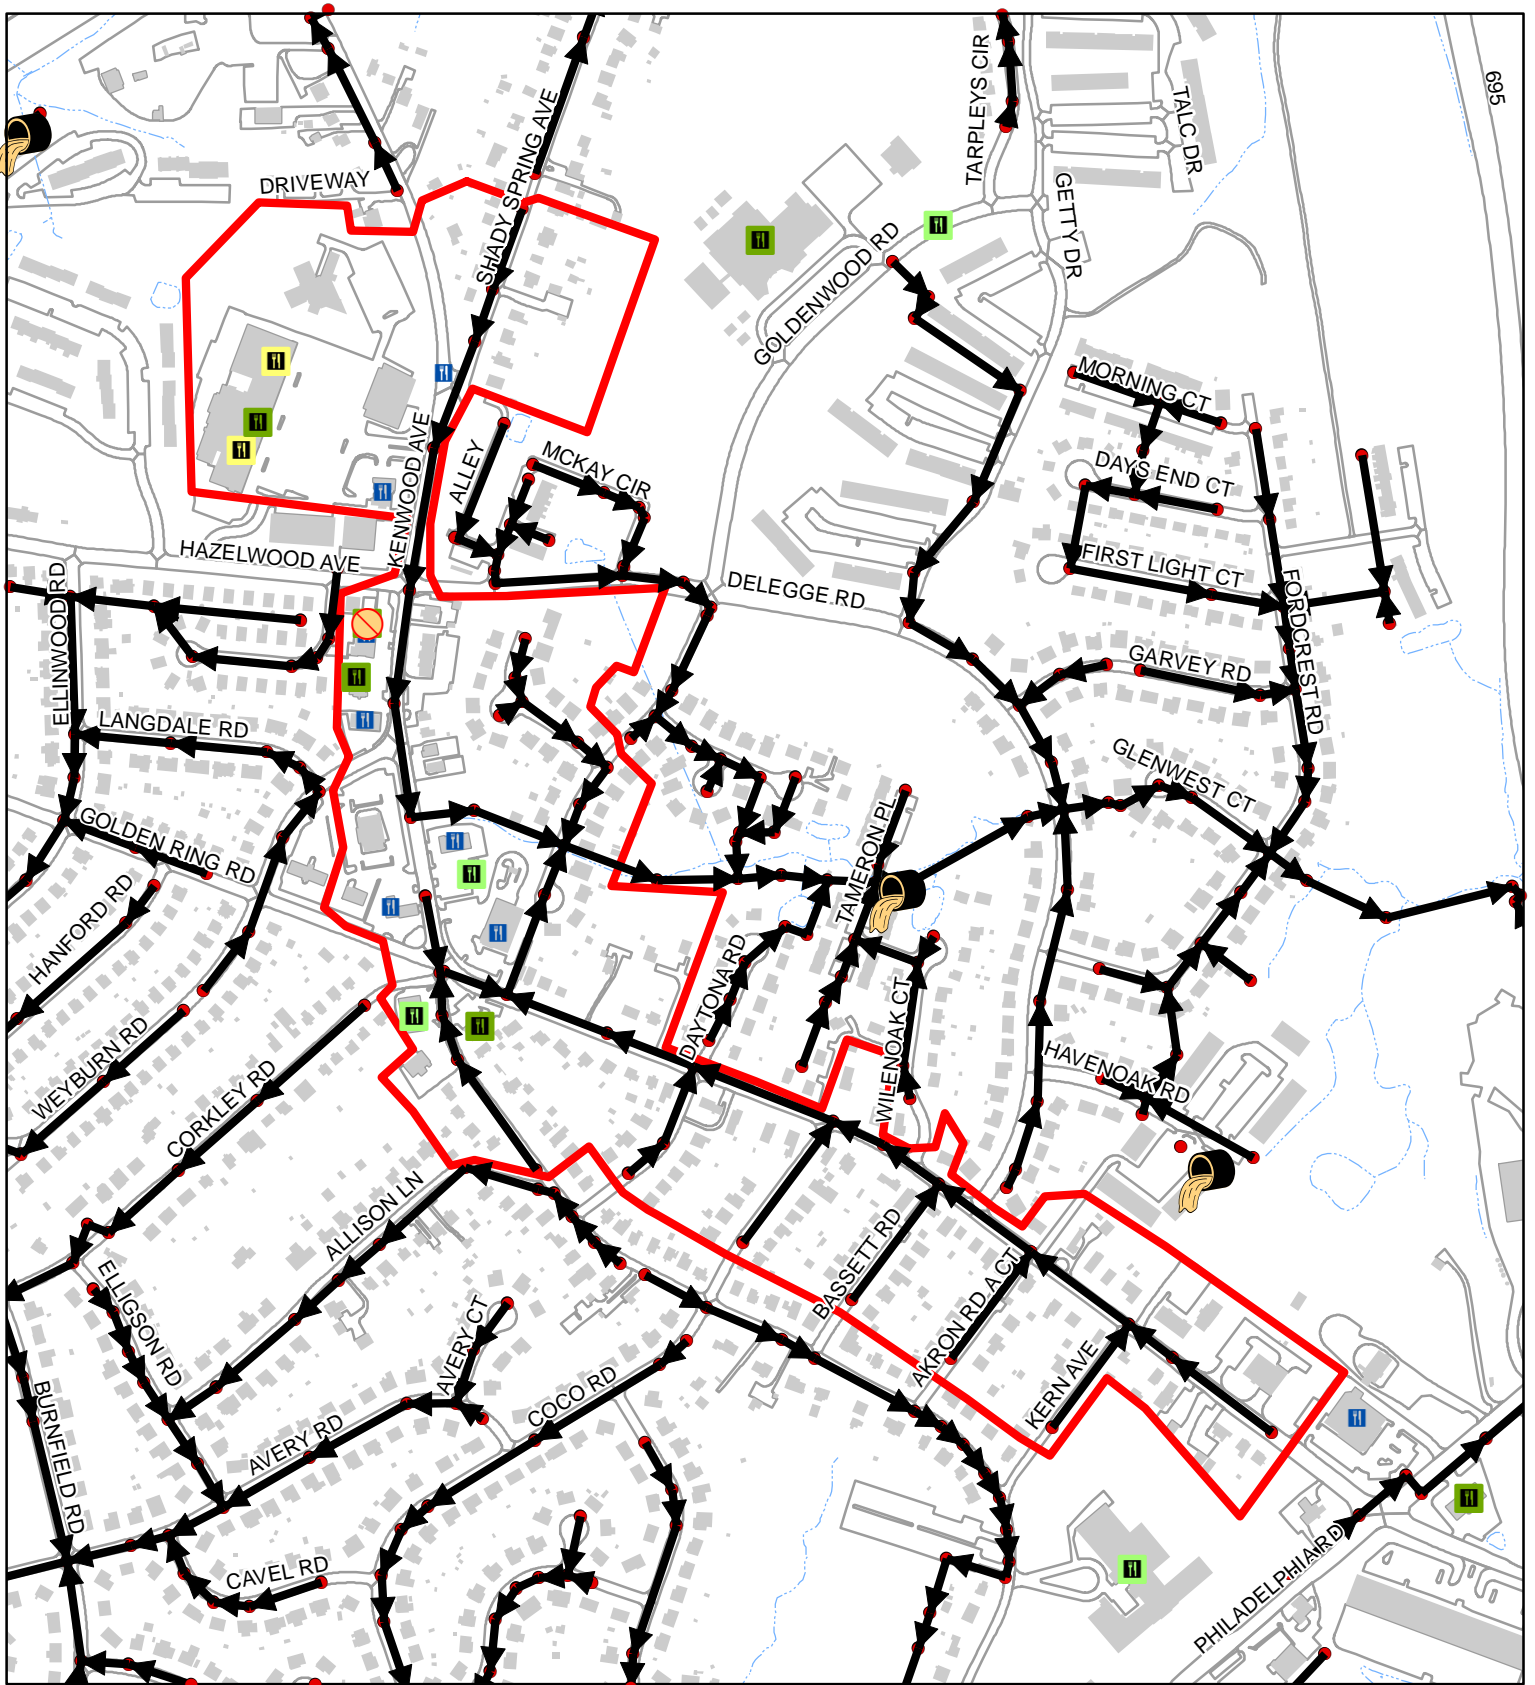 695
TARPLEYS CIR
TALC DR
SHADY SPRING AVE
DRIVEWAY
GETTY DR
GOLDENWOOD RD
MORNING CT
KENWOOD AVE
ALLEY
MCKAY CIR
DAYS END CT
HAZELWOOD AVE
FIRST LIGHT CT
DELEGGE RD
ELLINWOOD RD
FORDCREST RD
GARVEY RD
LANGDALE RD
GLENWEST CT
GOLDEN RING RD
TAMERON PL
HANFORD RD
DAYTONA RD
WILENOAK CT
WEYBURN RD
HAVENOAK RD
CORKLEY RD
ALLISON LN
BASSETT RD
ELLIGSON RD
AKRON RD A CT
AVERY CT
KERN AVE
COCO RD
BURNFIELD RD
AVERY RD
CAVEL RD
PHILADELPHIA RD